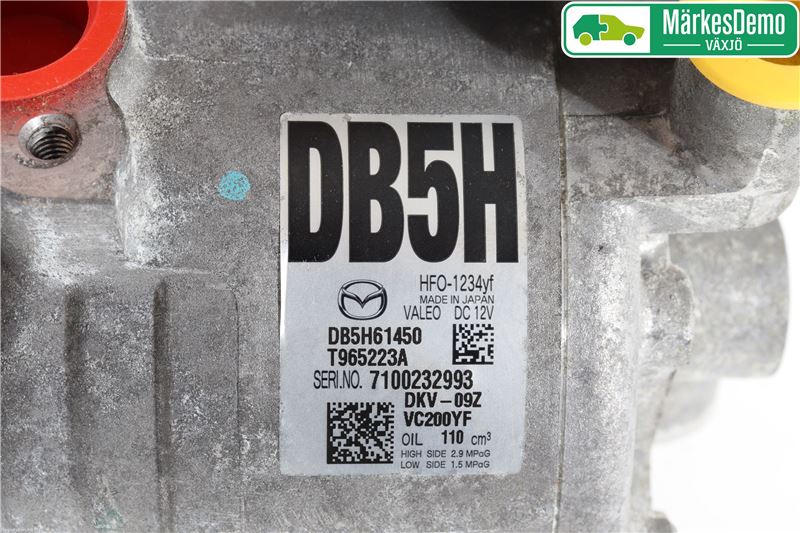 MärkesDemo
VÄXJÖ
DB5H
HFO-1234yf
MADE IN JAPAN
VALEO DC 12V
DB5H61450
T965223A
SERI.NO. 7100232993
DKV-09Z
VC200YF
OIL 110 cm³
HIGH SIDE 2.9 MPaG
LOW SIDE 1.5 MPaG